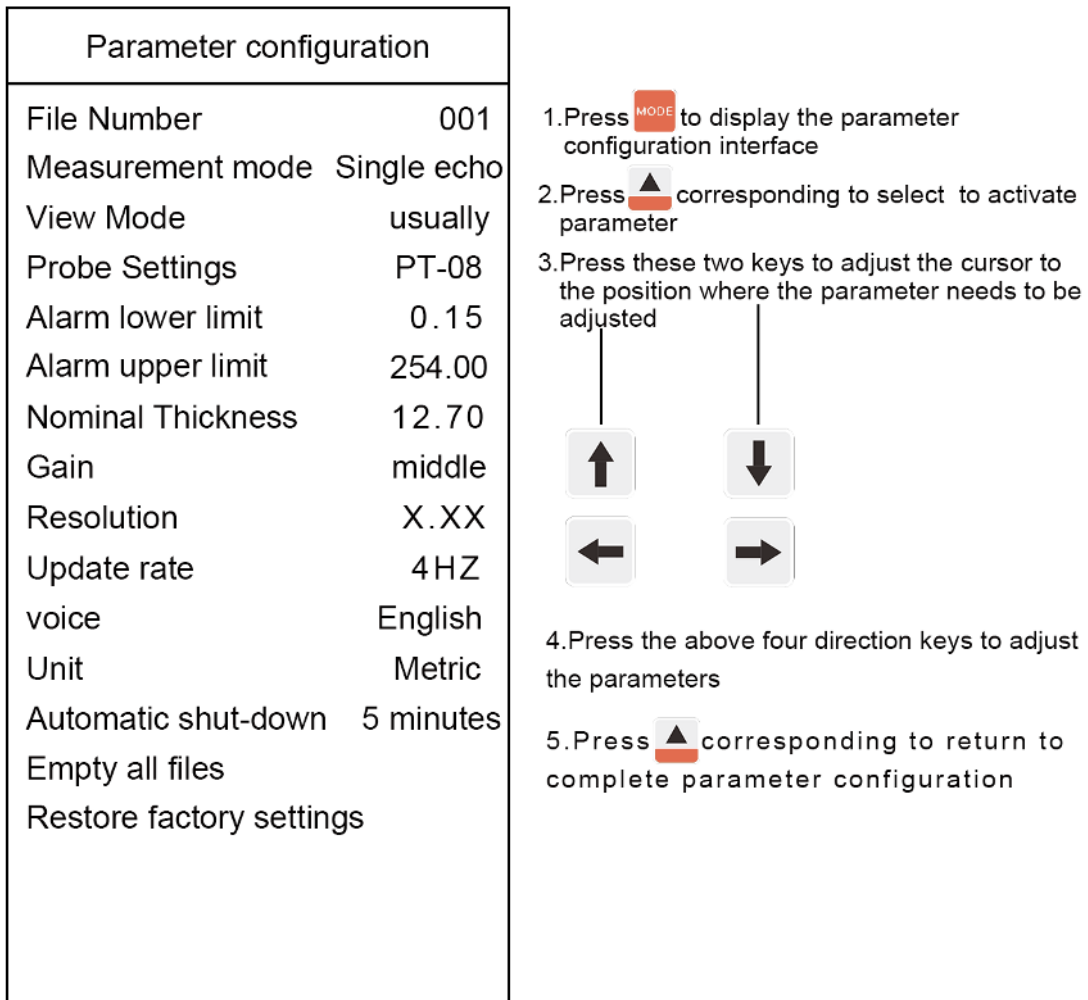 Parameter configuration
File Number 001
Measurement mode Single echo
View Mode usually
Probe Settings PT-08
Alarm lower limit 0.15
Alarm upper limit 254.00
Nominal Thickness 12.70
Gain middle
Resolution X.XX
Update rate 4HZ
voice English
Unit Metric
Automatic shut-down 5 minutes
Empty all files
Restore factory settings
1.Press MODE to display the parameter
configuration interface
2.Press corresponding to select to activate
parameter
3.Press these two keys to adjust the cursor to
the position where the parameter needs to be
adjusted
4.Press the above four direction keys to adjust
the parameters
5.Press corresponding to return to
complete parameter configuration